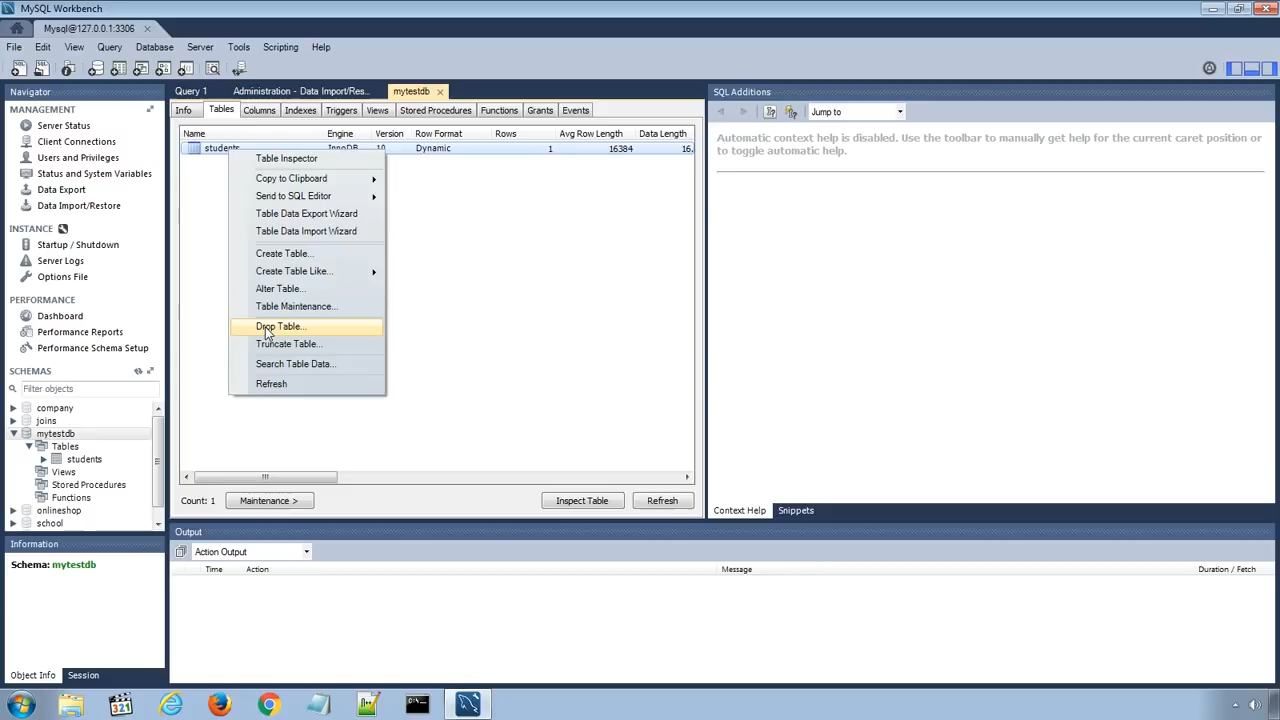 MySQL Workbench
Mysql@127.0.0.1:3306
File Edit View Query Database Server Tools Scripting Help
Navigator
MANAGEMENT
Server Status
Client Connections
Users and Privileges
Status and System Variables
Data Export
Data Import/Restore
INSTANCE
Startup / Shutdown
Server Logs
Options File
PERFORMANCE
Dashboard
Performance Reports
Performance Schema Setup
SCHEMAS
Filter objects
company
joins
mytestdb
Tables
students
Views
Stored Procedures
Functions
onlineshop
school
Information
Schema: mytestdb
Object Info Session
Query 1 Administration - Data Import/Res... mytestdb
Info Tables Columns Indexes Triggers Views Stored Procedures Functions Grants Events
Name Engine Version Row Format Rows Avg Row Length Data Length
students InnoDB 10 Dynamic 1 16384 16.
Table Inspector
Copy to Clipboard
Send to SQL Editor
Table Data Export Wizard
Table Data Import Wizard
Create Table...
Create Table Like...
Alter Table...
Table Maintenance...
Drop Table...
Truncate Table...
Search Table Data...
Refresh
Count: 1 Maintenance > Inspect Table Refresh
SQL Additions
Jump to
Automatic context help is disabled. Use the toolbar to manually get help for the current caret position or
to toggle automatic help.
Context Help Snippets
Output
Action Output
Time Action Message Duration / Fetch
321